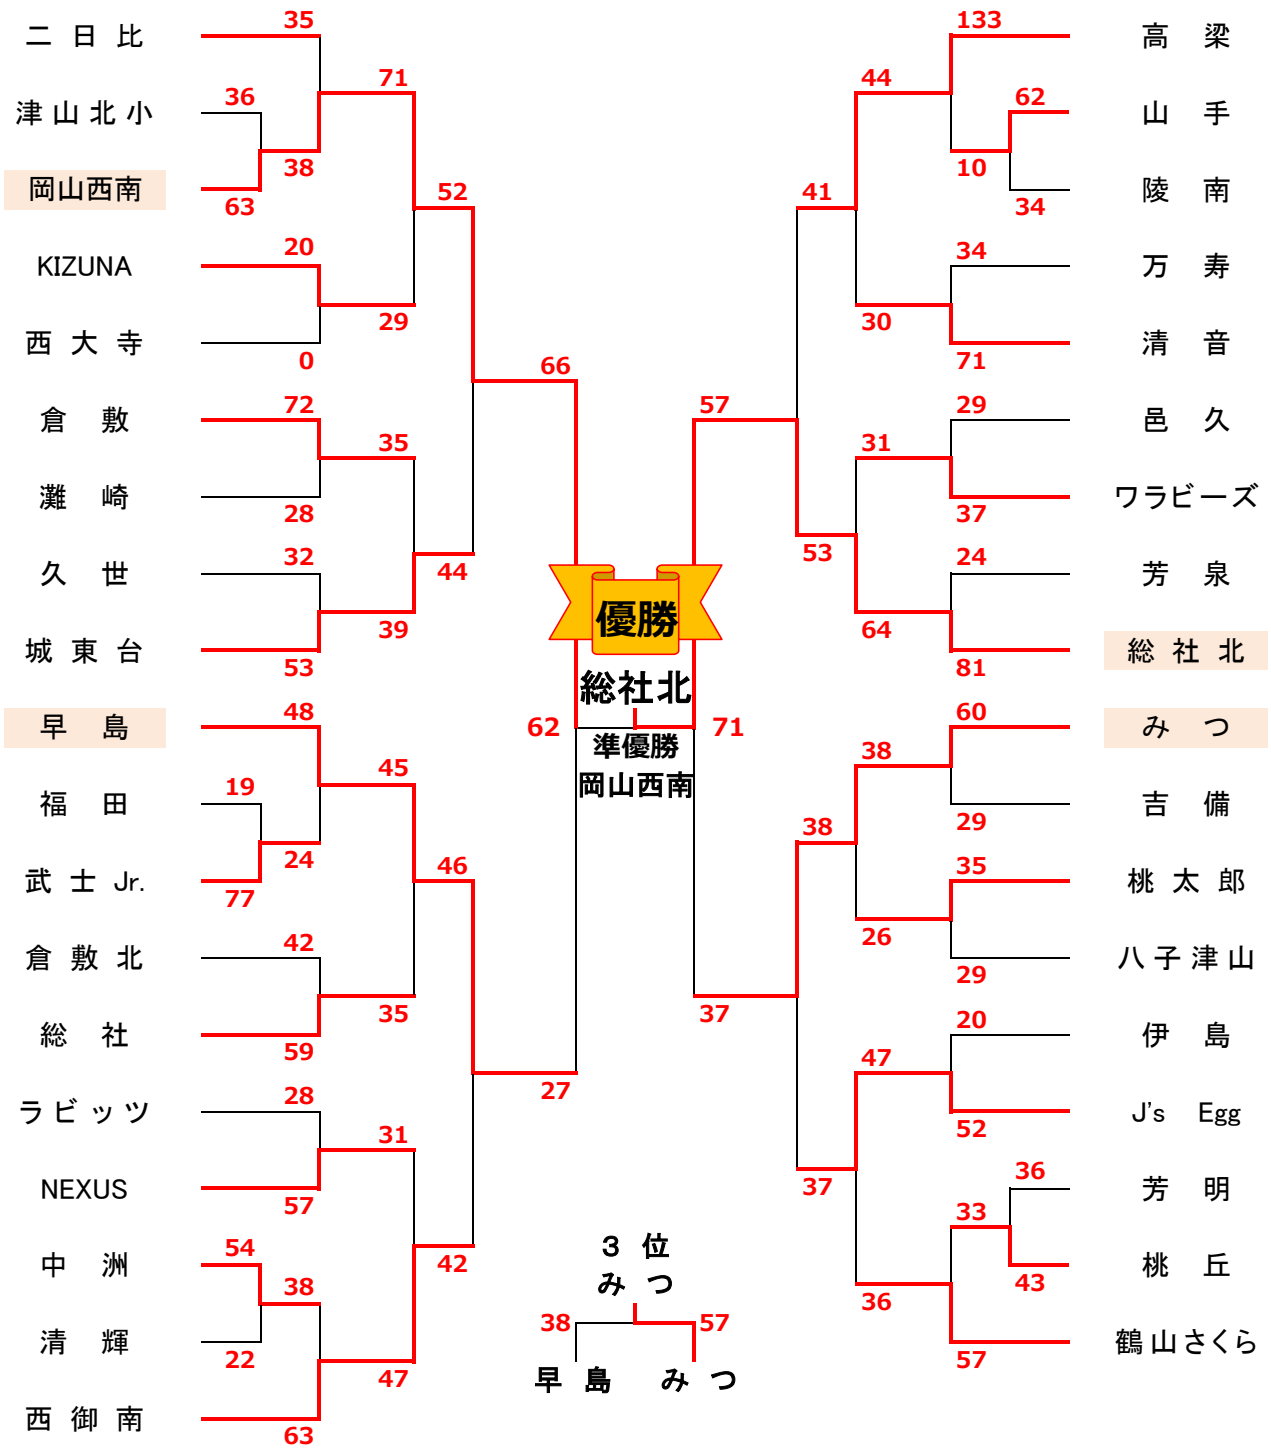 二日比
35
津山北小
36
71
岡山西南
38
63
52
KIZUNA
20
29
西大寺
0
66
倉敷
72
35
灘崎
28
久世
32
44
39
城東台
53
早島
48
45
福田
19
24
46
武士Jr.
77
倉敷北
42
35
総社
59
27
ラビッツ
28
31
NEXUS
57
中洲
54
42
38
清輝
22
47
西御南
63
優勝
総社北
62
71
準優勝
岡山西南
3位
みつ
38
57
早島 みつ
133
高梁
44
62
山手
10
41
34
陵南
34
万寿
30
71
清音
57
29
邑久
31
37
ワラビーズ
53
24
芳泉
64
81
総社北
60
みつ
38
29
吉備
38
35
桃太郎
26
29
八子津山
37
20
伊島
47
52
J's Egg
37
36
芳明
33
43
桃丘
36
57
鶴山さくら